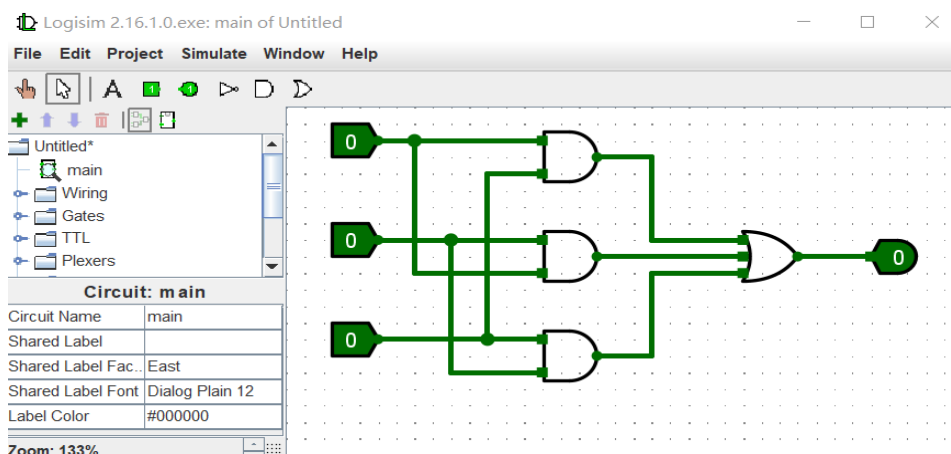 Logisim 2.16.1.0.exe: main of Untitled
File Edit Project Simulate Window Help
A 1 1
Untitled*
main
Wiring
Gates
TTL
Plexers
Circuit: main
Circuit Name main
Shared Label
Shared Label Fac.. East
Shared Label Font Dialog Plain 12
Label Color #000000
Zoom: 133%
0
0
0
0